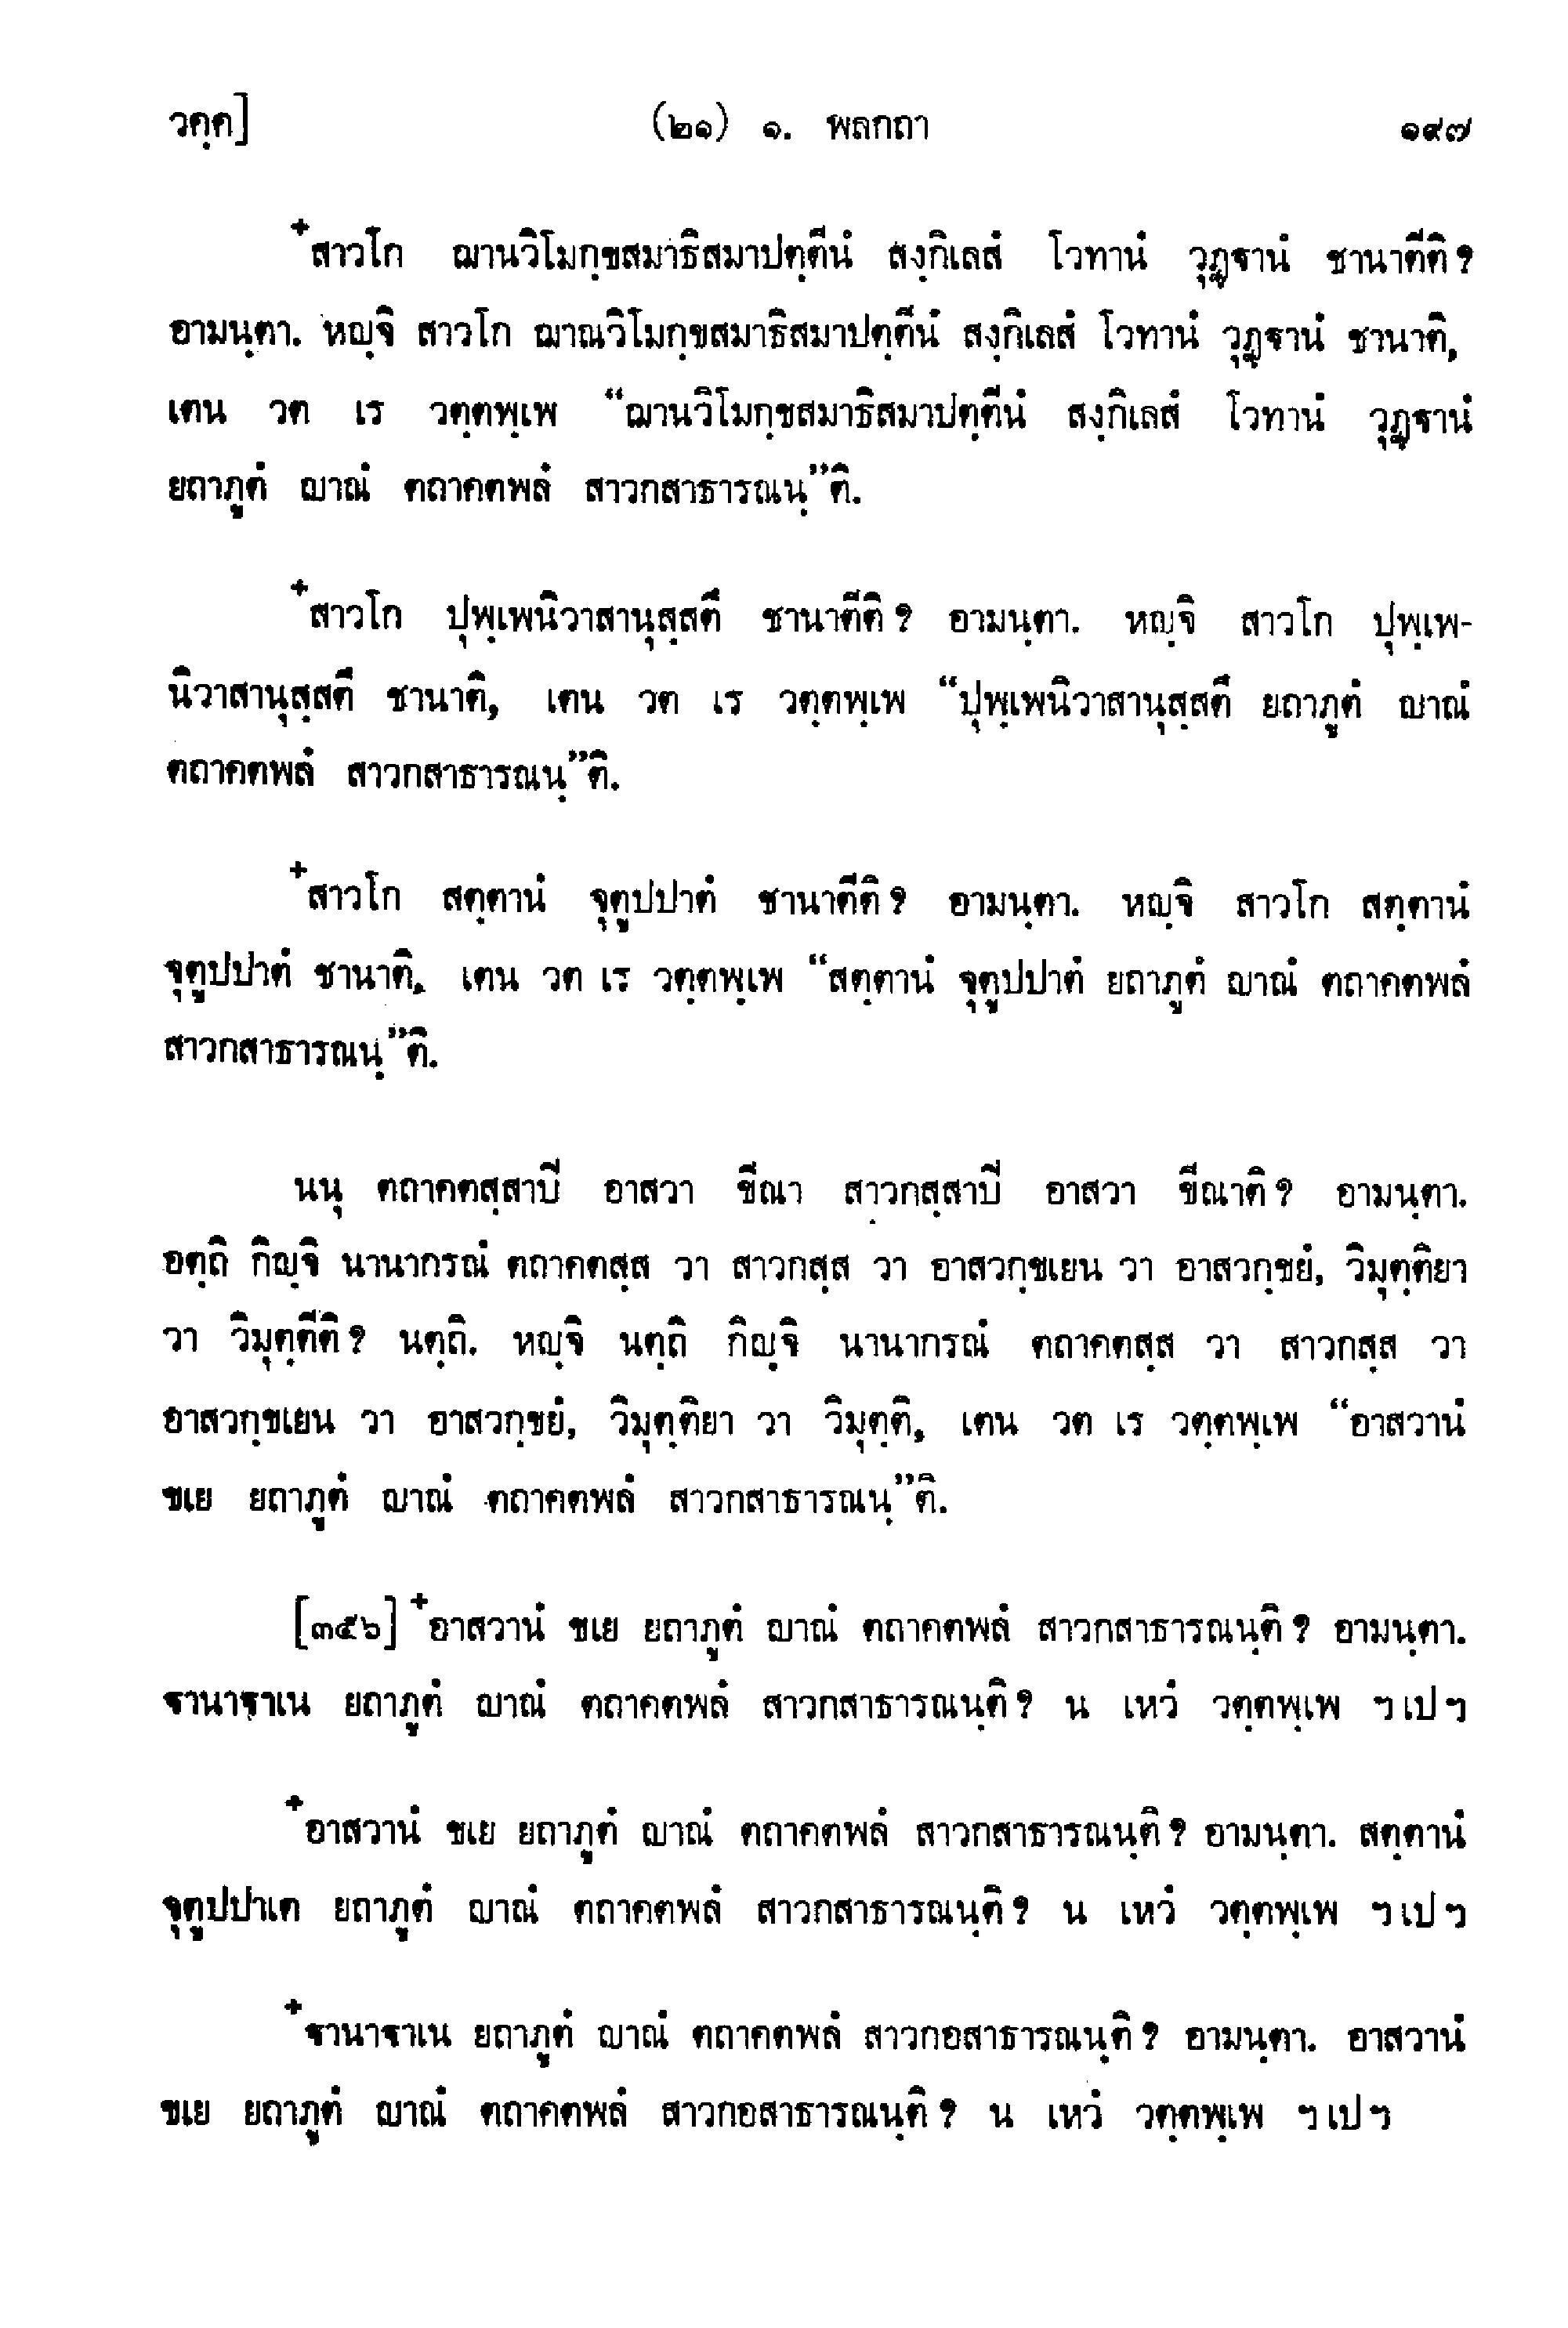 วคฺค]
(๒๑) ๑. พลกถา
๑๙๗
+สาวโก ฌานวิโมกฺขสมาธิสมาปตฺตีนํ สงฺกิเลสํ โวทานํ วุฏฺฐานํ ชานาตีติ?
อามนฺตา. หญฺจิ สาวโก ฌาณวิโมกฺขสมาธิสมาปตฺตีนํ สงฺกิเลสํ โวทานํ วุฏฺฐานํ ชานาติ,
เตน วต เร วตฺตพฺเพ “ฌานวิโมกฺขสมาธิสมาปตฺตีนํ สงฺกิเลสํ โวทานํ วุฏฺฐานํ
ยถาภูตํ ญาณํ ตถาคตพลํ สาวกสาธารณนฺ”ติ.
+สาวโก ปุพฺเพนิวาสานุสฺสตึ ชานาตีติ? อามนฺตา. หญฺจิ สาวโก ปุพฺเพ-
นิวาสานุสฺสตึ ชานาติ, เตน วต เร วตฺตพฺเพ “ปุพฺเพนิวาสานุสฺสตึ ยถาภูตํ ญาณํ
ตถาคตพลํ สาวกสาธารณนฺ”ติ.
+สาวโก สตฺตานํ จุตูปปาตํ ชานาตีติ? อามนฺตา. หญฺจิ สาวโก สตฺตานํ
จุตูปปาตํ ชานาติ, เตน วต เร วตฺตพฺเพ “สตฺตานํ จุตูปปาตํ ยถาภูตํ ญาณํ ตถาคตพลํ
สาวกสาธารณนฺ”ติ.
นนุ ตถาคตสฺสาปี อาสวา ขีณา สาวกสฺสาปี อาสวา ขีณาติ? อามนฺตา.
อตฺถิ กิญฺจิ นานากรณํ ตถาคตสฺส วา สาวกสฺส วา อาสวกฺขเยน วา อาสวกฺขยํ, วิมุตฺติยา
วา วิมุตฺตีติ? นตฺถิ. หญฺจิ นตฺถิ กิญฺจิ นานากรณํ ตถาคตสฺส วา สาวกสฺส วา
อาสวกฺขเยน วา อาสวกฺขยํ, วิมุตฺติยา วา วิมุตฺติ, เตน วต เร วตฺตพฺเพ “อาสวานํ
ขเย ยถาภูตํ ญาณํ ตถาคตพลํ สาวกสาธารณนฺ”ติ.
[๓๕๖] +อาสวานํ ขเย ยถาภูตํ ญาณํ ตถาคตพลํ สาวกสาธารณนฺติ? อามนฺตา.
ฐานาฐาเน ยถาภูตํ ญาณํ ตถาคตพลํ สาวกสาธารณนฺติ? น เหวํ วตฺตพฺเพ ฯเปฯ
+อาสวานํ ขเย ยถาภูตํ ญาณํ ตถาคตพลํ สาวกสาธารณนฺติ? อามนฺตา. สตฺตานํ
จุตูปปาเต ยถาภูตํ ญาณํ ตถาคตพลํ สาวกสาธารณนฺติ? น เหวํ วตฺตพฺเพ ฯเปฯ
+ฐานาฐาเน ยถาภูตํ ญาณํ ตถาคตพลํ สาวกอสาธารณนฺติ? อามนฺตา. อาสวานํ
ขเย ยถาภูตํ ญาณํ ตถาคตพลํ สาวกอสาธารณนฺติ? น เหวํ วตฺตพฺเพ ฯเปฯ